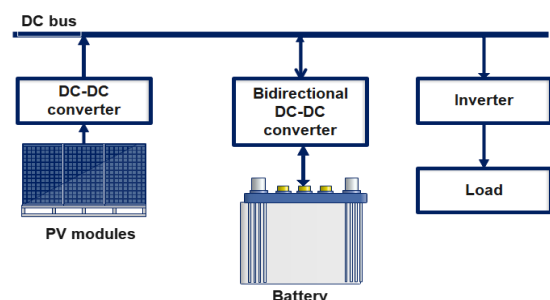 DC bus
DC-DC
converter
Bidirectional
DC-DC
converter
Inverter
Load
PV modules
Battery